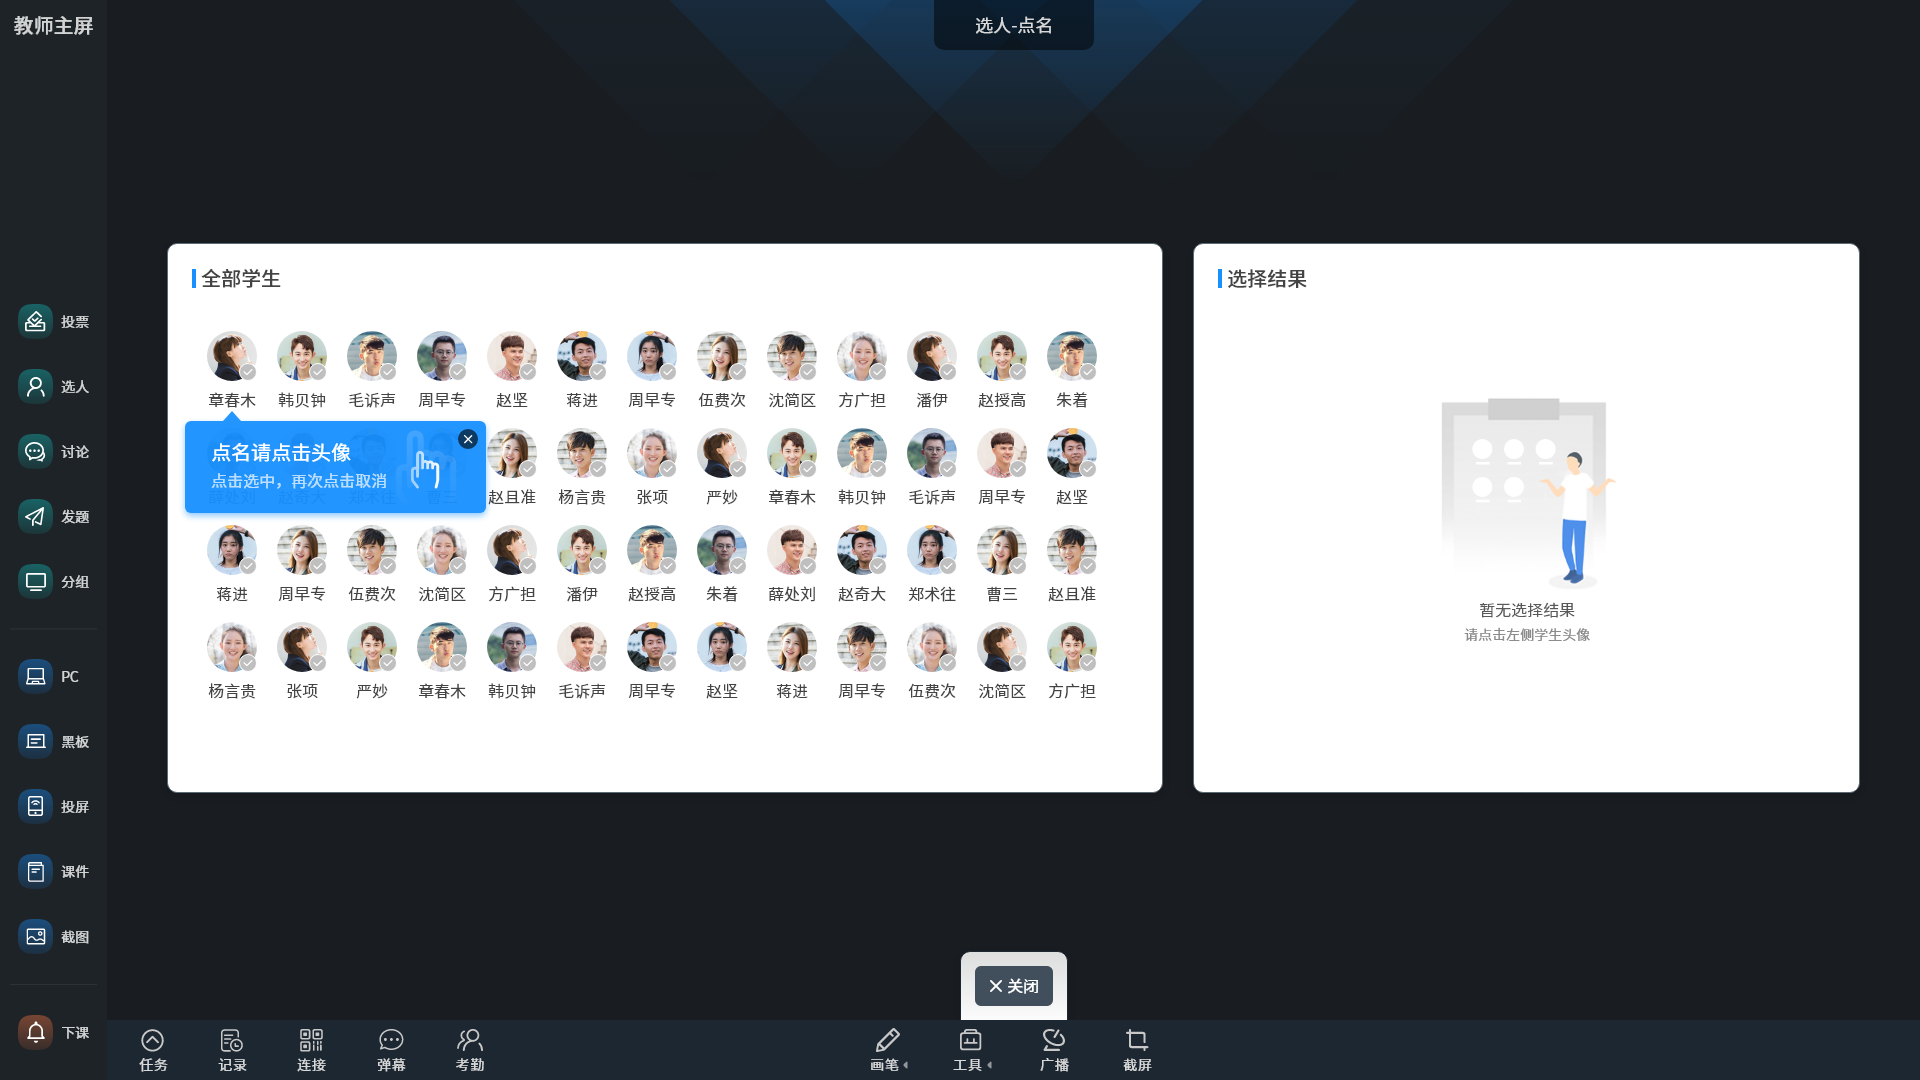 教师主屏
选人-点名
全部学生
章春木 韩贝钟 毛诉声 周早专 赵坚 蒋进 周早专 伍费次 沈简区 方广担 潘伊 赵授高 朱着
点名请点击头像
点击选中，再次点击取消
薛处刘 赵奇大 郑术往 曹三 赵且准 杨言贵 张项 严妙 章春木 韩贝钟 毛诉声 周早专 赵坚
蒋进 周早专 伍费次 沈简区 方广担 潘伊 赵授高 朱着 薛处刘 赵奇大 郑术往 曹三 赵且准
杨言贵 张项 严妙 章春木 韩贝钟 毛诉声 周早专 赵坚 蒋进 周早专 伍费次 沈简区 方广担
选择结果
暂无选择结果
请点击左侧学生头像
投票
选人
讨论
发题
分组
PC
黑板
投屏
课件
截图
下课
关闭
任务 记录 连接 弹幕 考勤 画笔 工具 广播 截屏